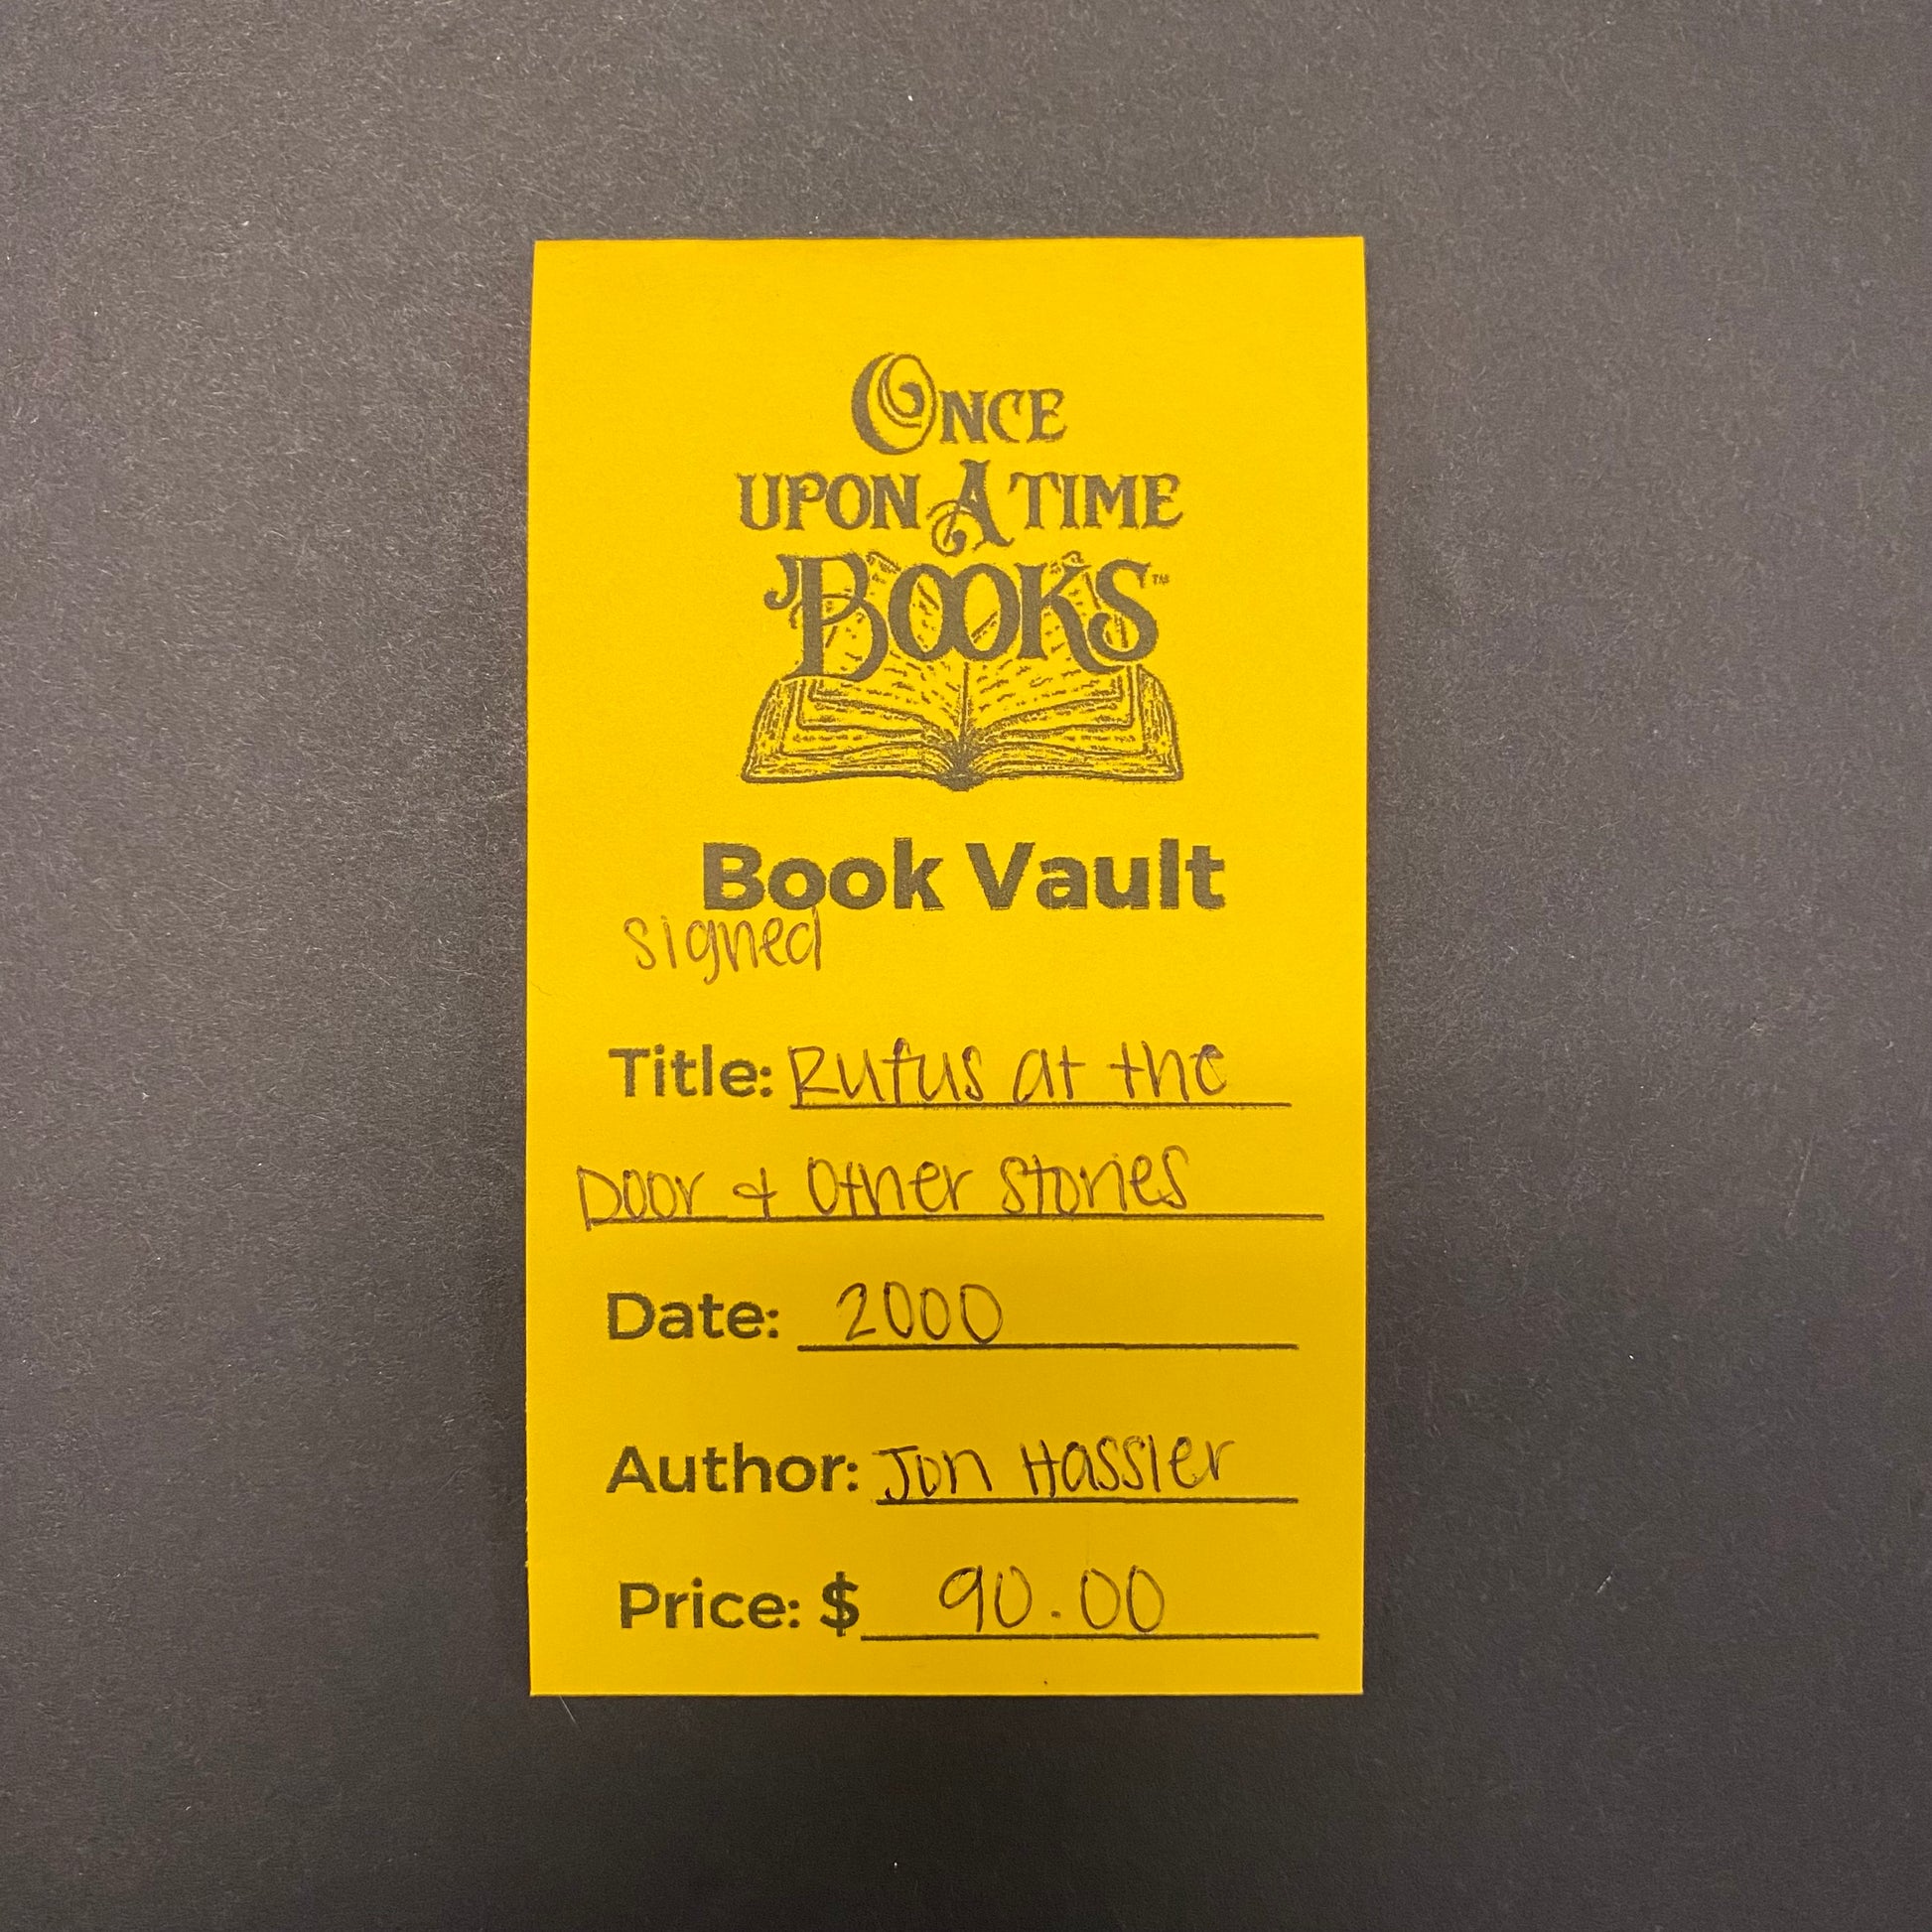 ONCE
UPON A TIME
BOOKS™
Book Vault
signed
Title: Rufus at the
Door & Other Stories
Date: 2000
Author: Jon Hassler
Price: $ 90.00